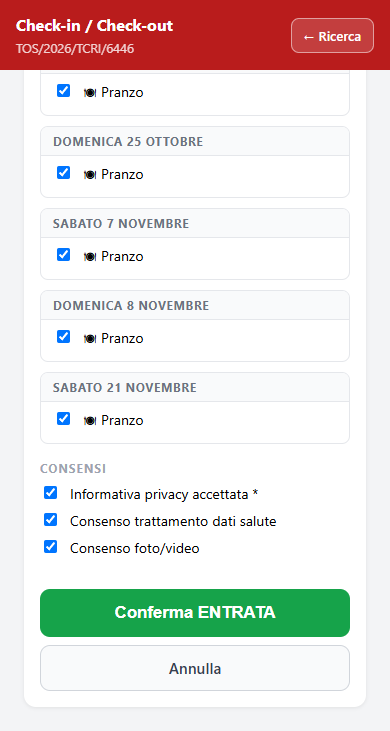 Check-in / Check-out
TOS/2026/TCRI/6446
← Ricerca
Pranzo
DOMENICA 25 OTTOBRE
Pranzo
SABATO 7 NOVEMBRE
Pranzo
DOMENICA 8 NOVEMBRE
Pranzo
SABATO 21 NOVEMBRE
Pranzo
CONSENSI
Informativa privacy accettata *
Consenso trattamento dati salute
Consenso foto/video
Conferma ENTRATA
Annulla